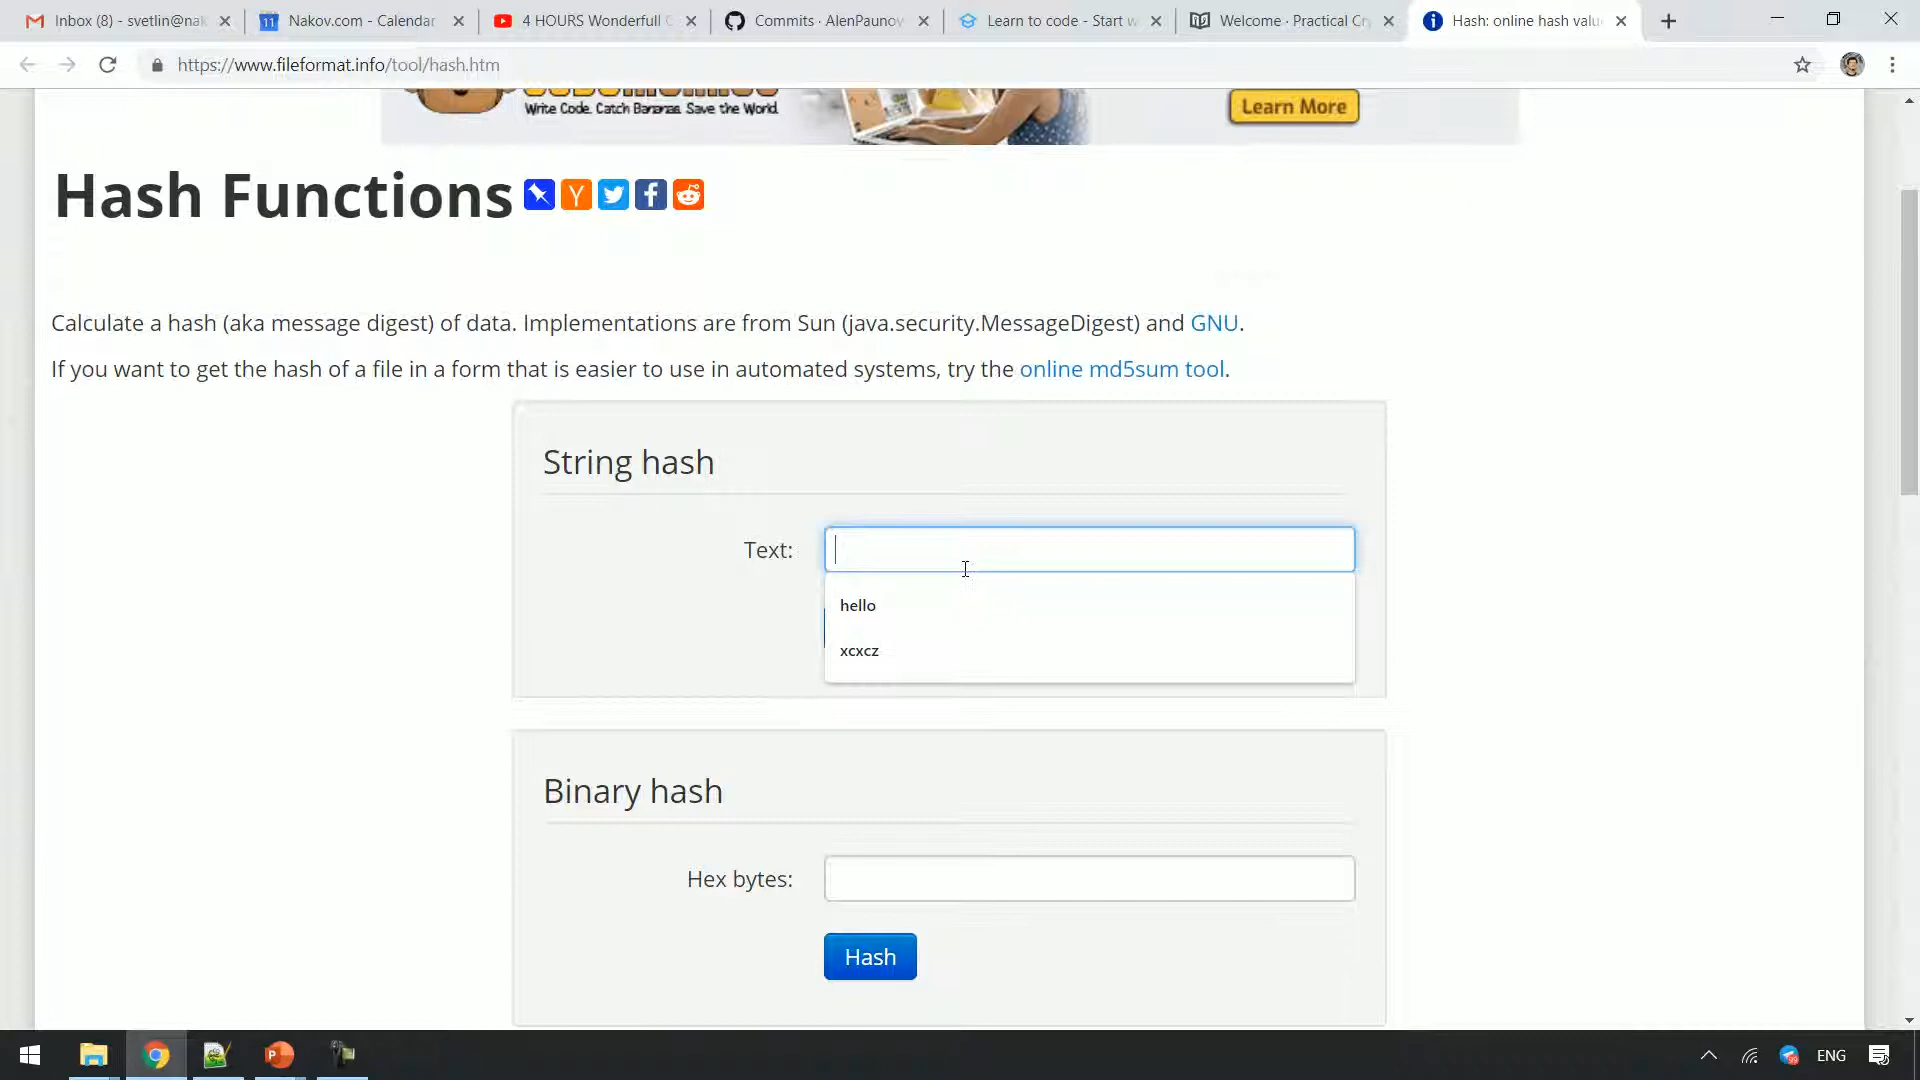 Inbox (8) - svetlin@nak
Nakov.com - Calendar
4 HOURS Wonderfull
Commits · AlenPaunov
Learn to code - Start w
Welcome · Practical Cr
Hash: online hash valu
https://www.fileformat.info/tool/hash.htm
Write Code. Catch Bananas. Save the World.
Learn More
Hash Functions
Calculate a hash (aka message digest) of data. Implementations are from Sun (java.security.MessageDigest) and GNU.
If you want to get the hash of a file in a form that is easier to use in automated systems, try the online md5sum tool.
String hash
Text:
hello
xcxcz
Binary hash
Hex bytes:
Hash
ENG